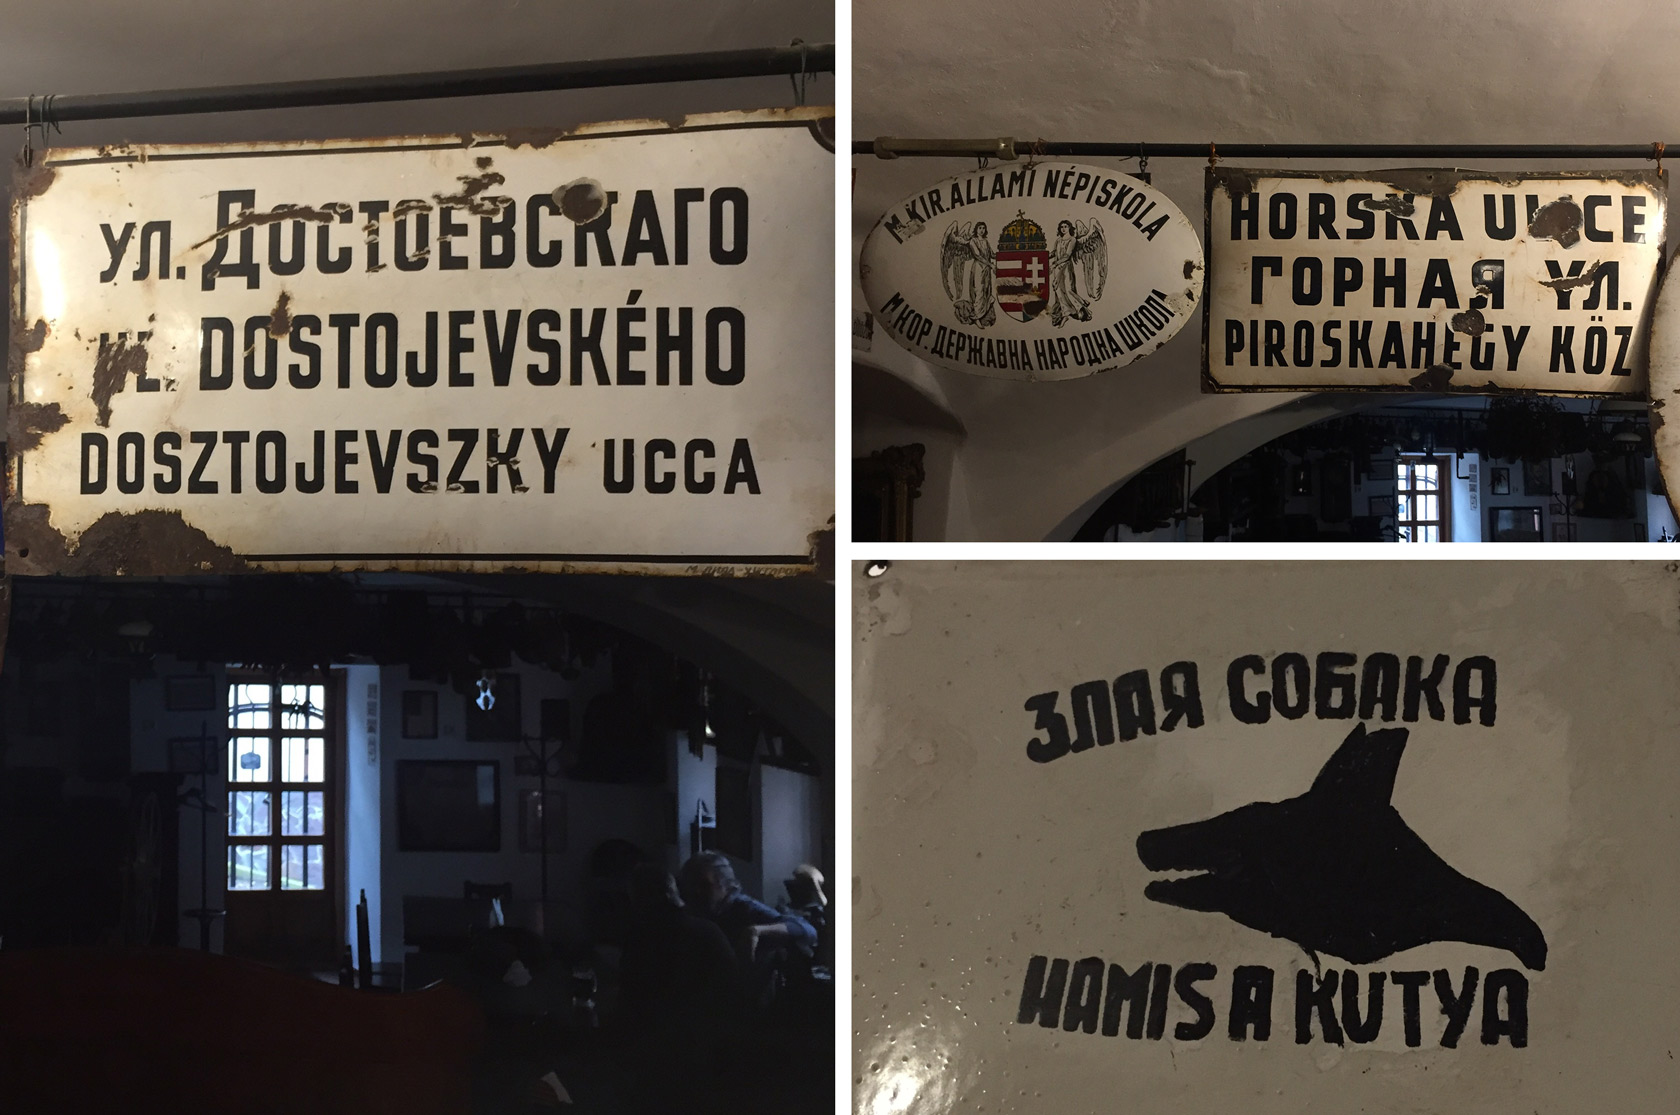 ул. Достоевскаго
ul. DOSTOJEVSKÉHO
DOSZTOJEVSZKY UCCA
M. KIR. ÁLLAMI NÉPISKOLA
М. КОР. ДЕРЖАВНА НАРОДНА ШКОЛА
HORSKÁ ULICE
ГОРНАЯ УЛ.
PIROSKAHEGY KÖZ
ЗЛАЯ СОБАКА
HAMIS A KUTYA